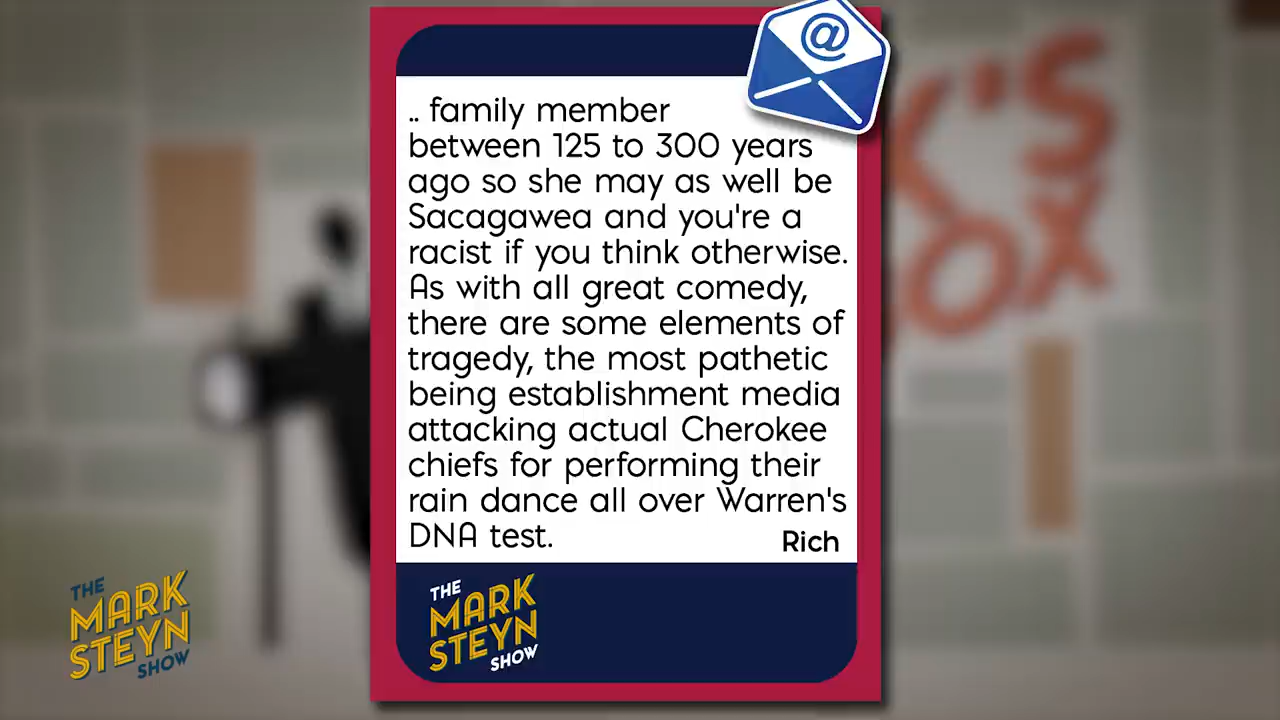 @
.. family member
between 125 to 300 years
ago so she may as well be
Sacagawea and you're a
racist if you think otherwise.
As with all great comedy,
there are some elements of
tragedy, the most pathetic
being establishment media
attacking actual Cherokee
chiefs for performing their
rain dance all over Warren's
DNA test.
Rich
THE
MARK
STEYN
SHOW
THE
MARK
STEYN
SHOW